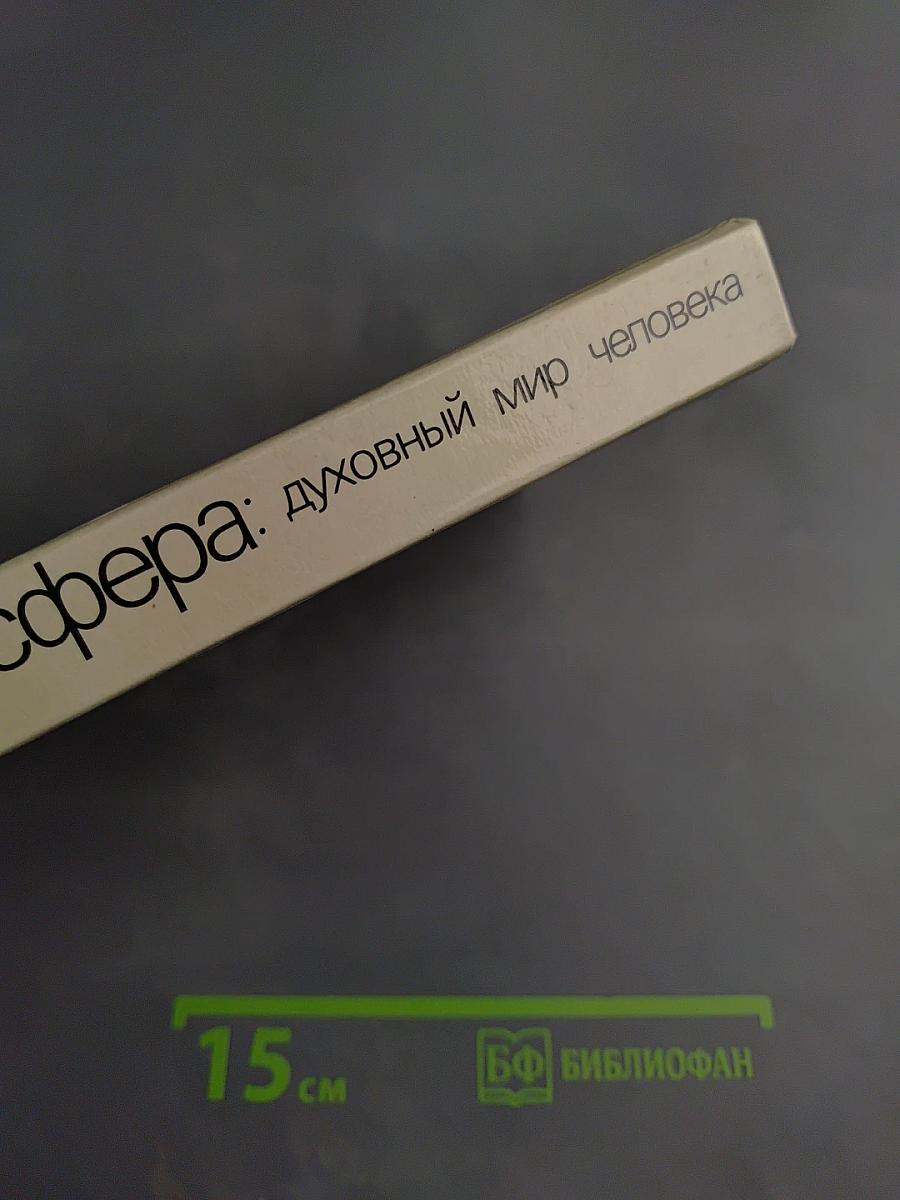 сфера: духовный мир человека
15 см
БФ БИБЛИОФАН